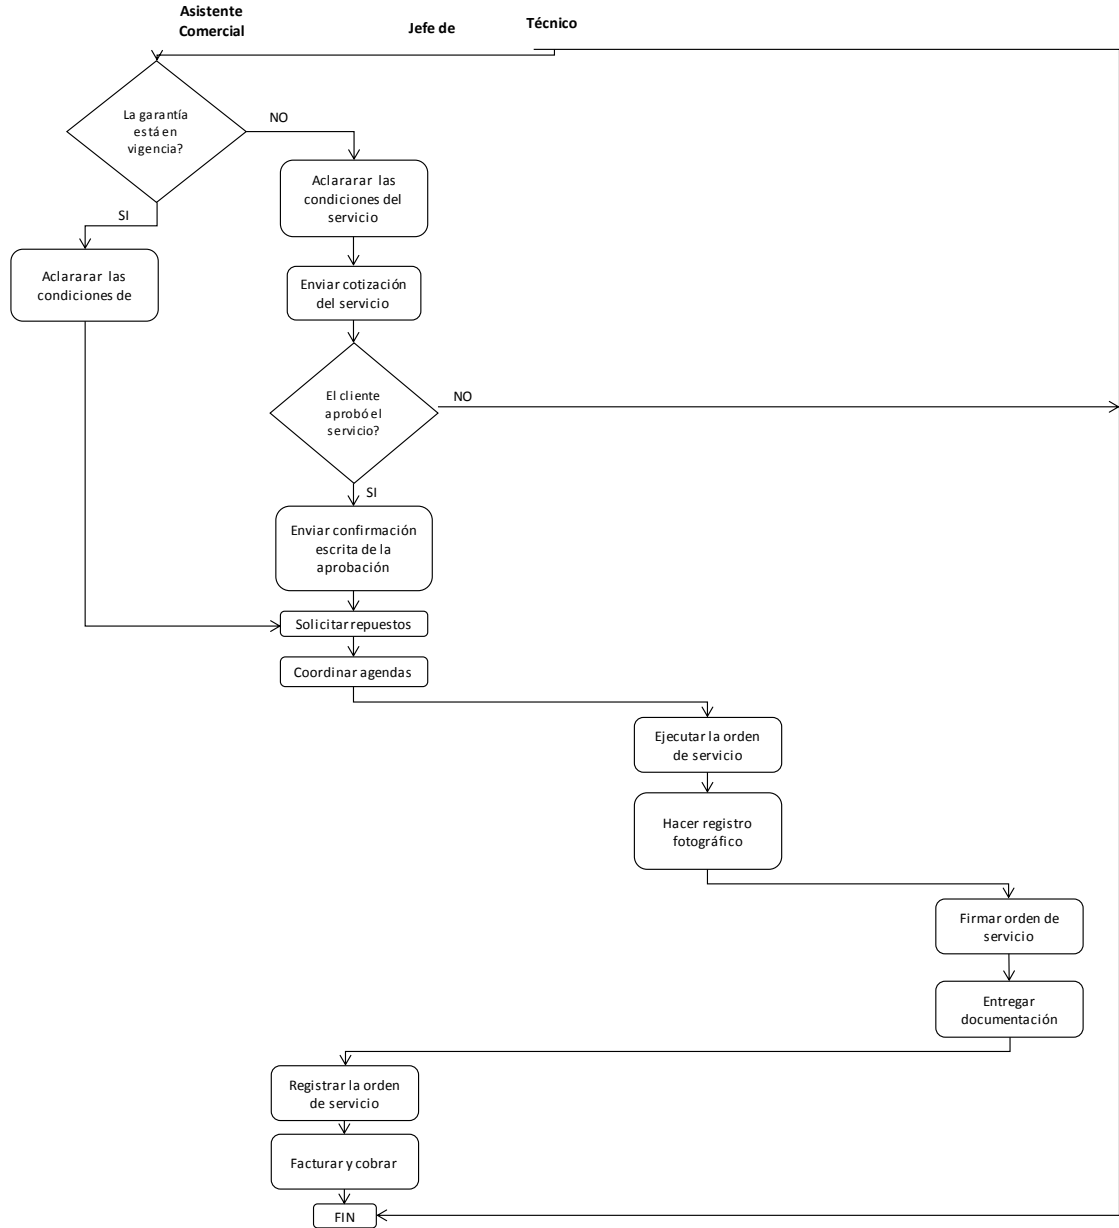 Asistente
Comercial
Jefe de
Técnico
La garantía
está en
vigencia?
NO
Aclararar las
condiciones del
servicio
SI
Aclararar las
condiciones de
Enviar cotización
del servicio
El cliente
aprobó el
servicio?
NO
SI
Enviar confirmación
escrita de la
aprobación
Solicitar repuestos
Coordinar agendas
Ejecutar la orden
de servicio
Hacer registro
fotográfico
Firmar orden de
servicio
Entregar
documentación
Registrar la orden
de servicio
Facturar y cobrar
FIN